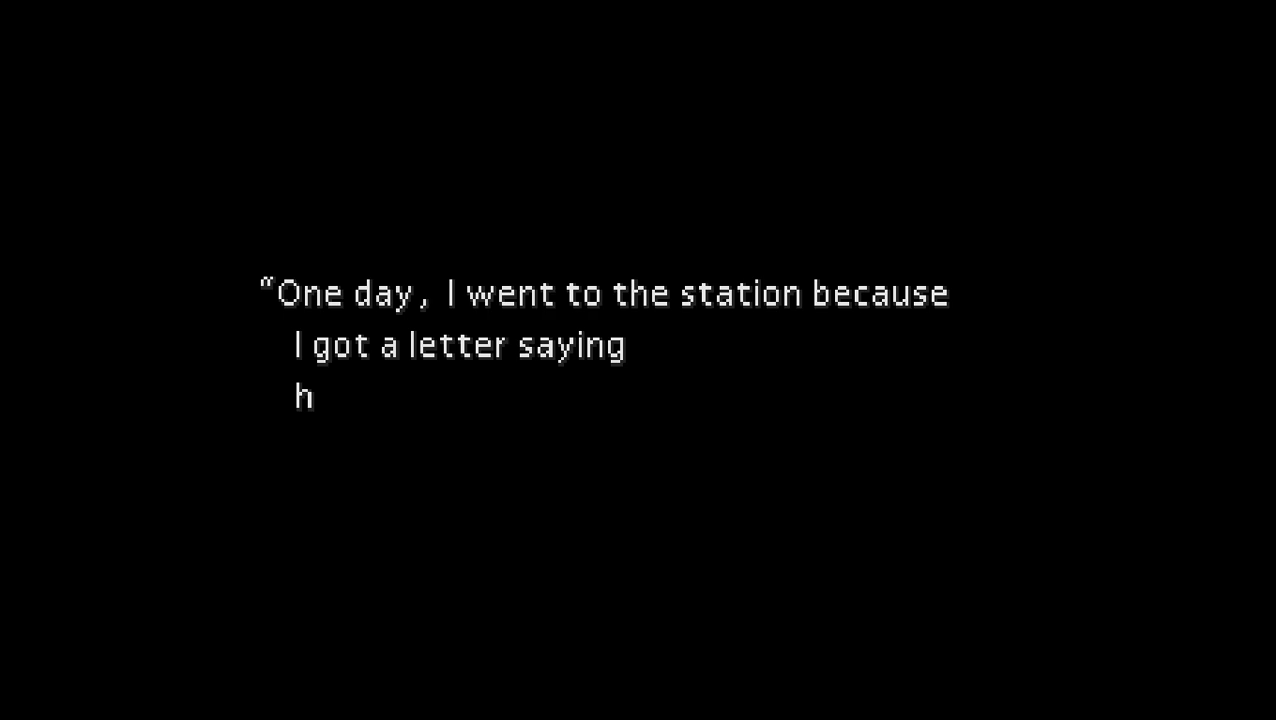 “One day, I went to the station because
I got a letter saying
h